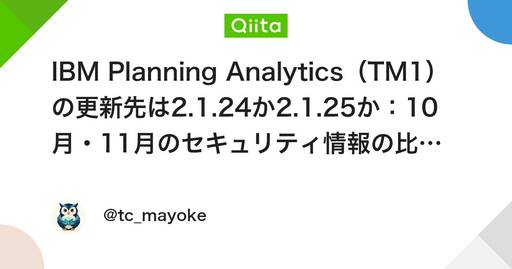 Qiita
IBM Planning Analytics（TM1）
の更新先は2.1.24か2.1.25か：10
月・11月のセキュリティ情報の比…
@tc_mayoke